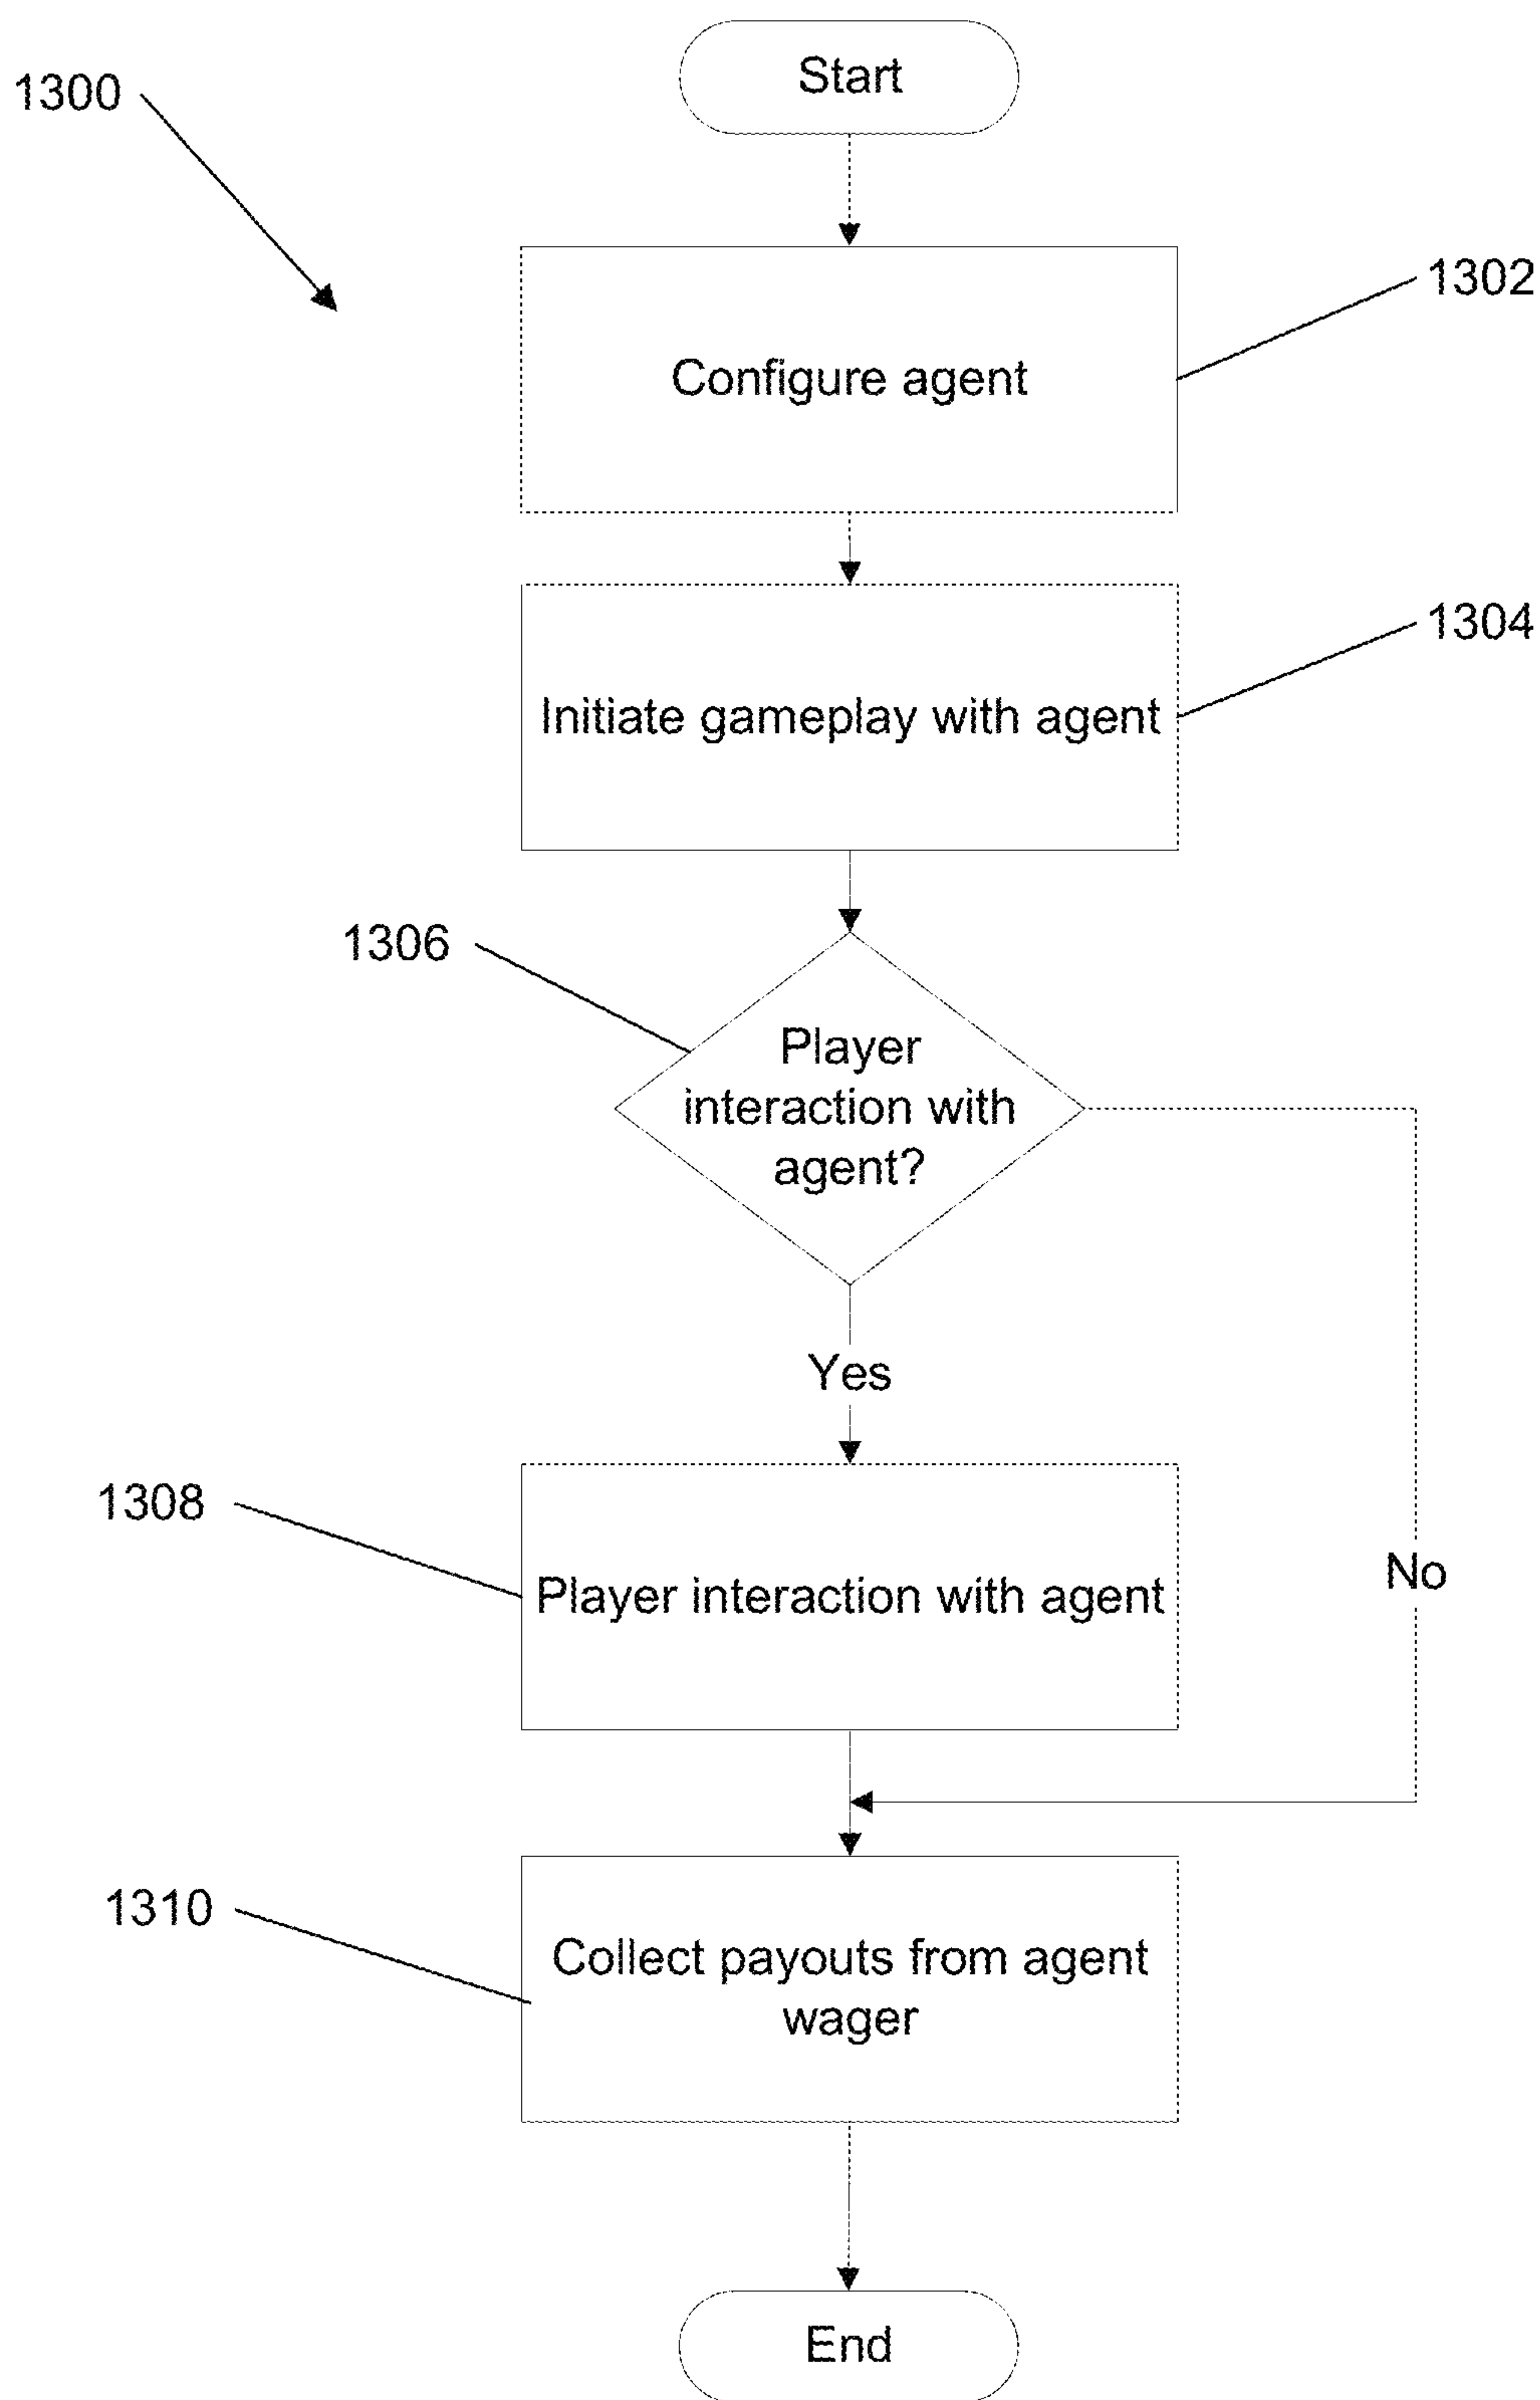 Start
1300
1302
Configure agent
1304
Initiate gameplay with agent
1306
Player
interaction with
agent?
Yes
1308
Player interaction with agent
No
1310
Collect payouts from agent
wager
End